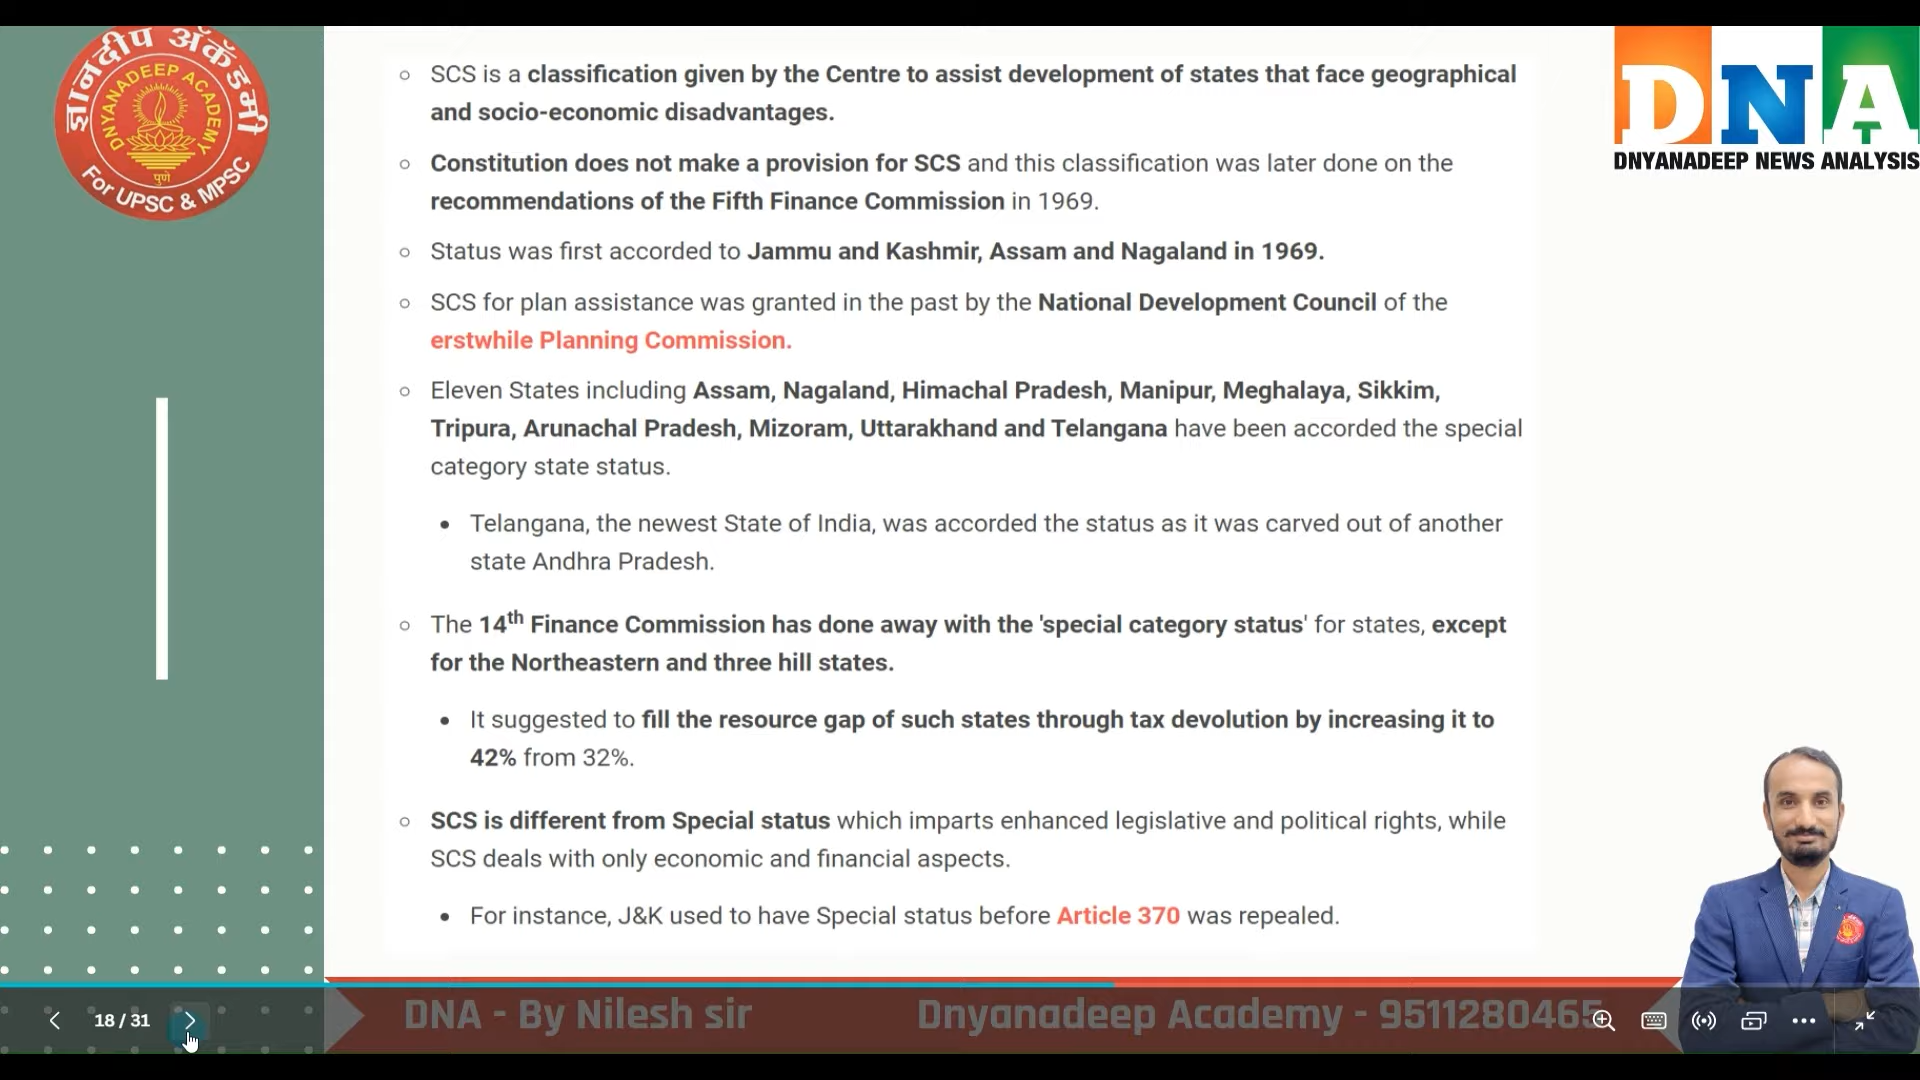 ज्ञानदीप अ‍ॅकॅडमी
DNYANADEEP ACADEMY
पुणे
For UPSC & MPSC
DNA
DNYANADEEP NEWS ANALYSIS
SCS is a classification given by the Centre to assist development of states that face geographical
and socio-economic disadvantages.
Constitution does not make a provision for SCS and this classification was later done on the
recommendations of the Fifth Finance Commission in 1969.
Status was first accorded to Jammu and Kashmir, Assam and Nagaland in 1969.
SCS for plan assistance was granted in the past by the National Development Council of the
erstwhile Planning Commission.
Eleven States including Assam, Nagaland, Himachal Pradesh, Manipur, Meghalaya, Sikkim,
Tripura, Arunachal Pradesh, Mizoram, Uttarakhand and Telangana have been accorded the special
category state status.
Telangana, the newest State of India, was accorded the status as it was carved out of another
state Andhra Pradesh.
The 14th Finance Commission has done away with the 'special category status' for states, except
for the Northeastern and three hill states.
It suggested to fill the resource gap of such states through tax devolution by increasing it to
42% from 32%.
SCS is different from Special status which imparts enhanced legislative and political rights, while
SCS deals with only economic and financial aspects.
For instance, J&K used to have Special status before Article 370 was repealed.
18 / 31
DNA - By Nilesh sir
Dnyanadeep Academy - 9511280465